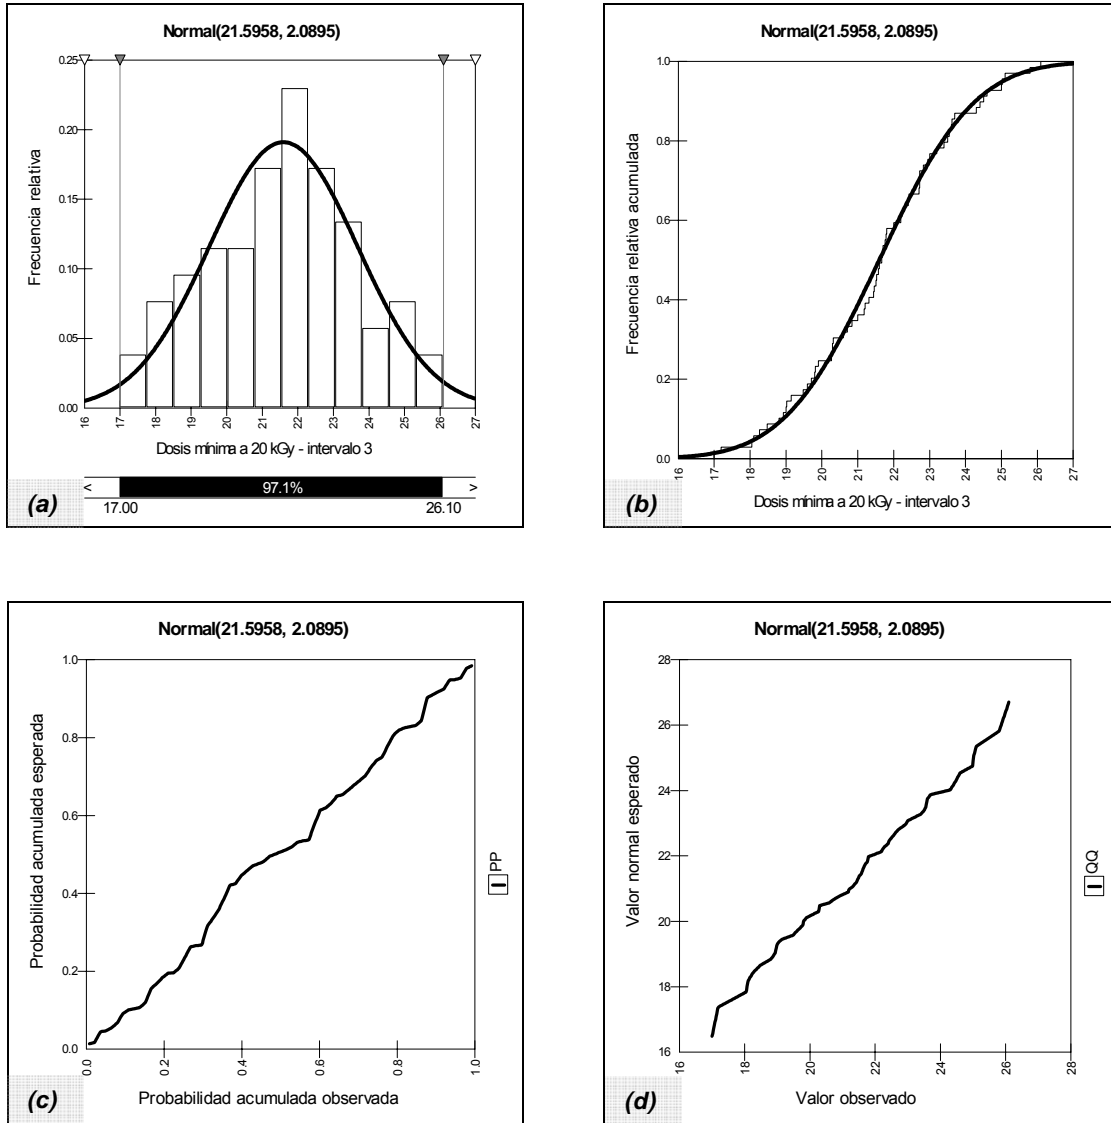 Normal(21.5958, 2.0895)
Frecuencia relativa
0.25
0.20
0.15
0.10
0.05
0.00
16 17 18 19 20 21 22 23 24 25 26 27
Dosis mínima a 20 kGy - intervalo 3
< 97.1% >
17.00 26.10
(a)
Normal(21.5958, 2.0895)
Frecuencia relativa acumulada
1.0
0.8
0.6
0.4
0.2
0.0
16 17 18 19 20 21 22 23 24 25 26 27
Dosis mínima a 20 kGy - intervalo 3
(b)
Normal(21.5958, 2.0895)
Probabilidad acumulada esperada
1.0
0.8
0.6
0.4
0.2
0.0
0.0 0.2 0.4 0.6 0.8 1.0
Probabilidad acumulada observada
PP
(c)
Normal(21.5958, 2.0895)
Valor normal esperado
28
26
24
22
20
18
16
16 18 20 22 24 26 28
Valor observado
QQ
(d)